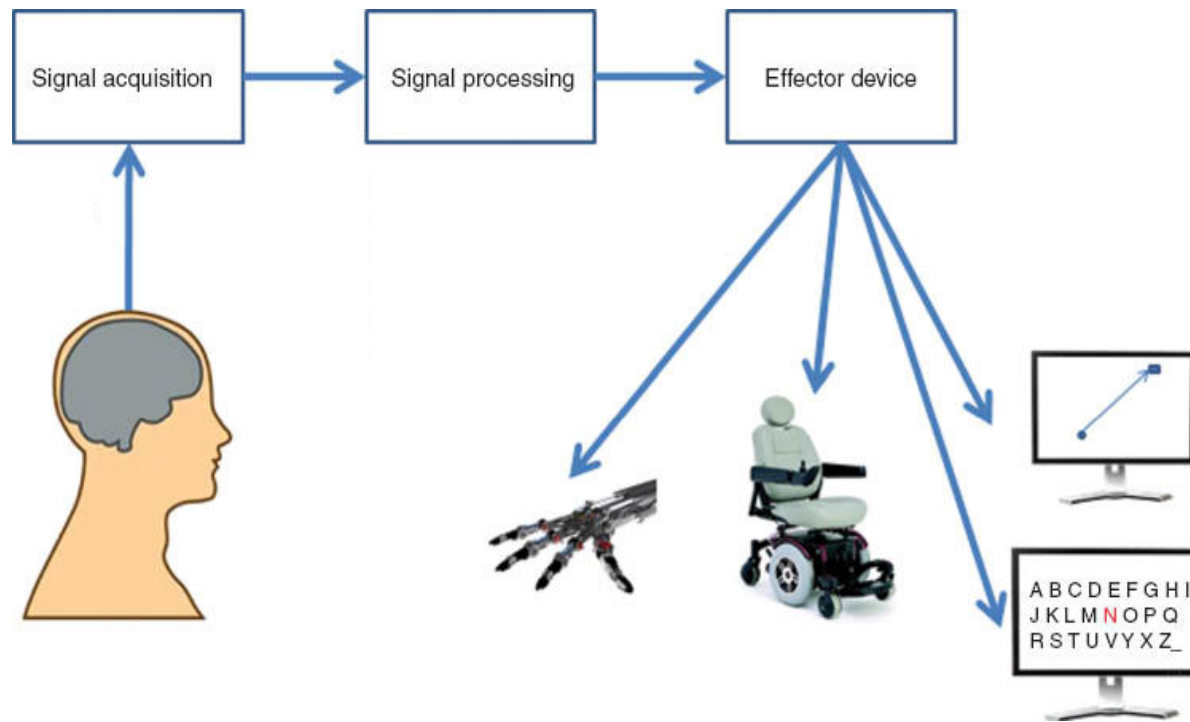 Signal acquisition
Signal processing
Effector device
A B C D E F G H I
J K L M N O P Q
R S T U V Y X Z _